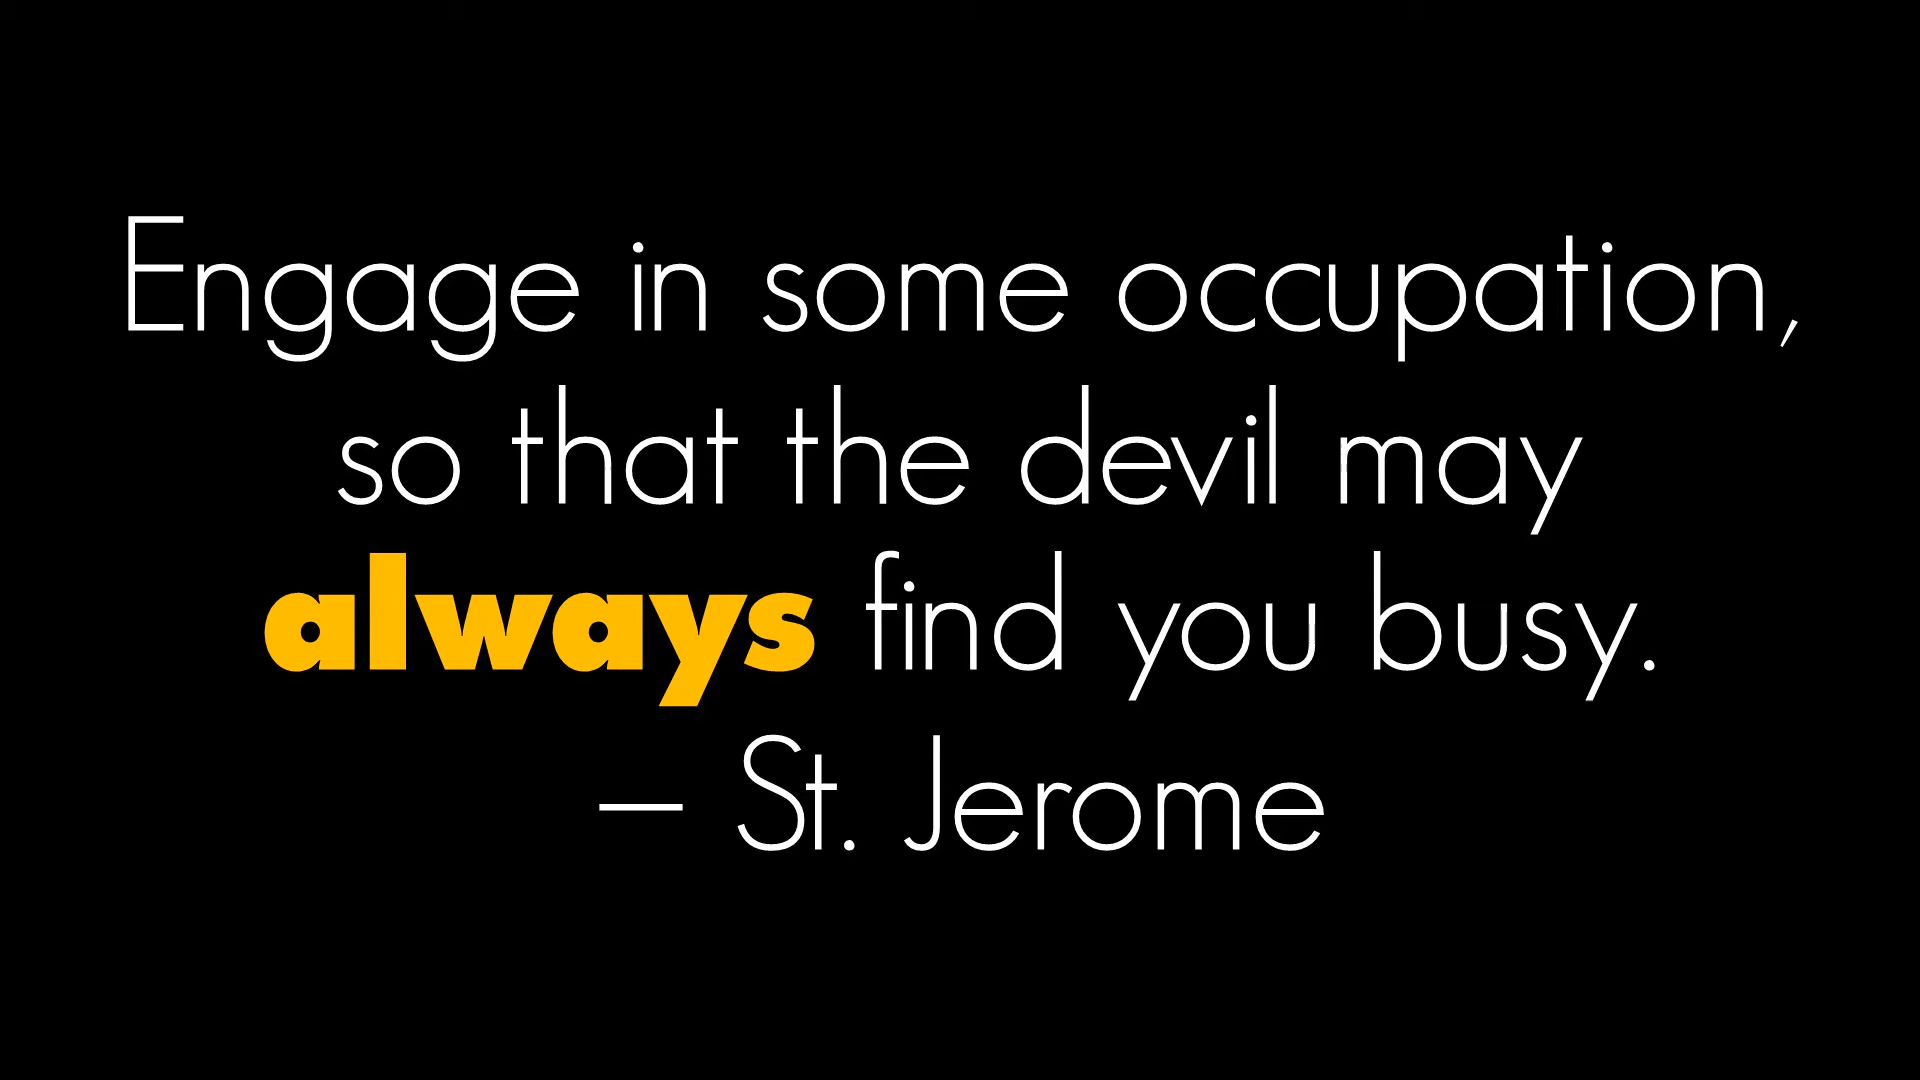 Engage in some occupation,
so that the devil may
always find you busy.
– St. Jerome